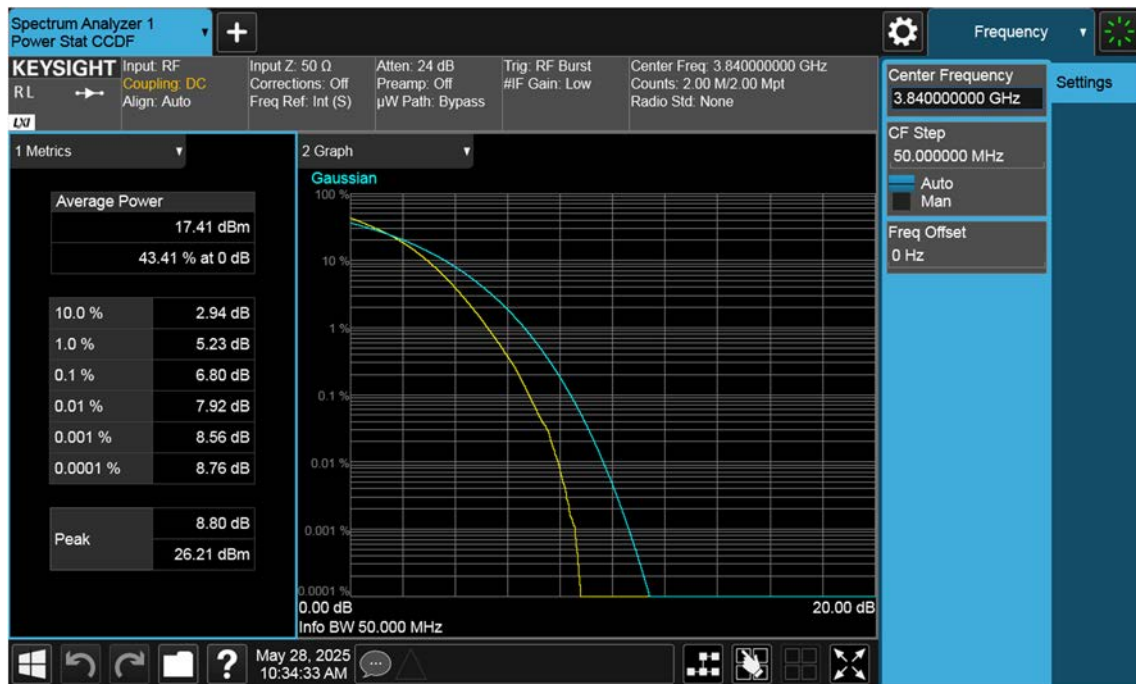 Spectrum Analyzer 1
Power Stat CCDF
Frequency
KEYSIGHT
RL
LXI
Input: RF
Coupling: DC
Align: Auto
Input Z: 50 Ω
Corrections: Off
Freq Ref: Int (S)
Atten: 24 dB
Preamp: Off
µW Path: Bypass
Trig: RF Burst
#IF Gain: Low
Center Freq: 3.840000000 GHz
Counts: 2.00 M/2.00 Mpt
Radio Std: None
Center Frequency
3.840000000 GHz
Settings
CF Step
50.000000 MHz
Auto
Man
Freq Offset
0 Hz
1 Metrics
Average Power
17.41 dBm
43.41 % at 0 dB
10.0 % 2.94 dB
1.0 % 5.23 dB
0.1 % 6.80 dB
0.01 % 7.92 dB
0.001 % 8.56 dB
0.0001 % 8.76 dB
Peak
8.80 dB
26.21 dBm
2 Graph
Gaussian
100 %
10 %
1 %
0.1 %
0.01 %
0.001 %
0.0001 %
0.00 dB 20.00 dB
Info BW 50.000 MHz
?
May 28, 2025
10:34:33 AM